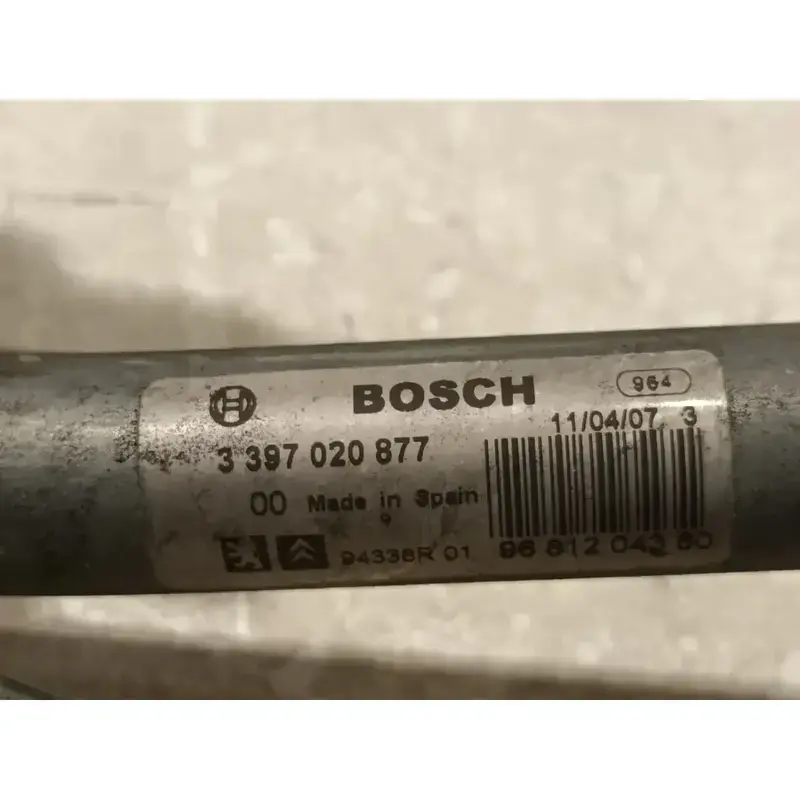 BOSCH 964
11/04/07 3
3 397 020 877
00 Made in Spain
9
94338R 01 96 812 043 80